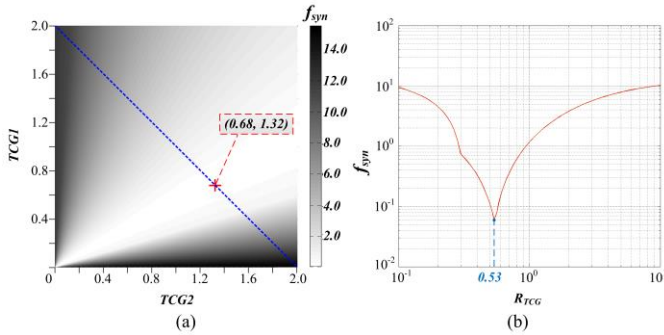 f_syn
2.0
1.6
1.2
0.8
0.4
TCG1
(0.68, 1.32)
14.0
12.0
10.0
8.0
6.0
4.0
2.0
0 0.4 0.8 1.2 1.6 2.0
TCG2
(a)
10^2
10^1
10^0
10^-1
10^-2
f_syn
0.53
10^-1 10^0 10^1
R_TCG
(b)